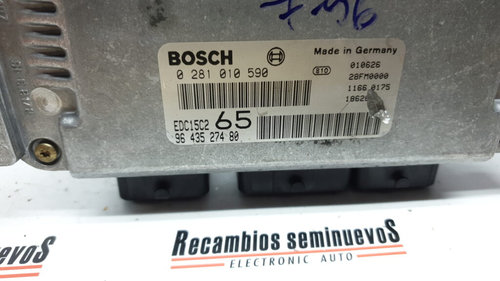 BOSCH
Made in Germany
0 281 010 590
010626
28FM0000
1166 0175
EDC15C2 65
96 435 274 80
Recambios seminuevoS
ELECTRONIC AUTO